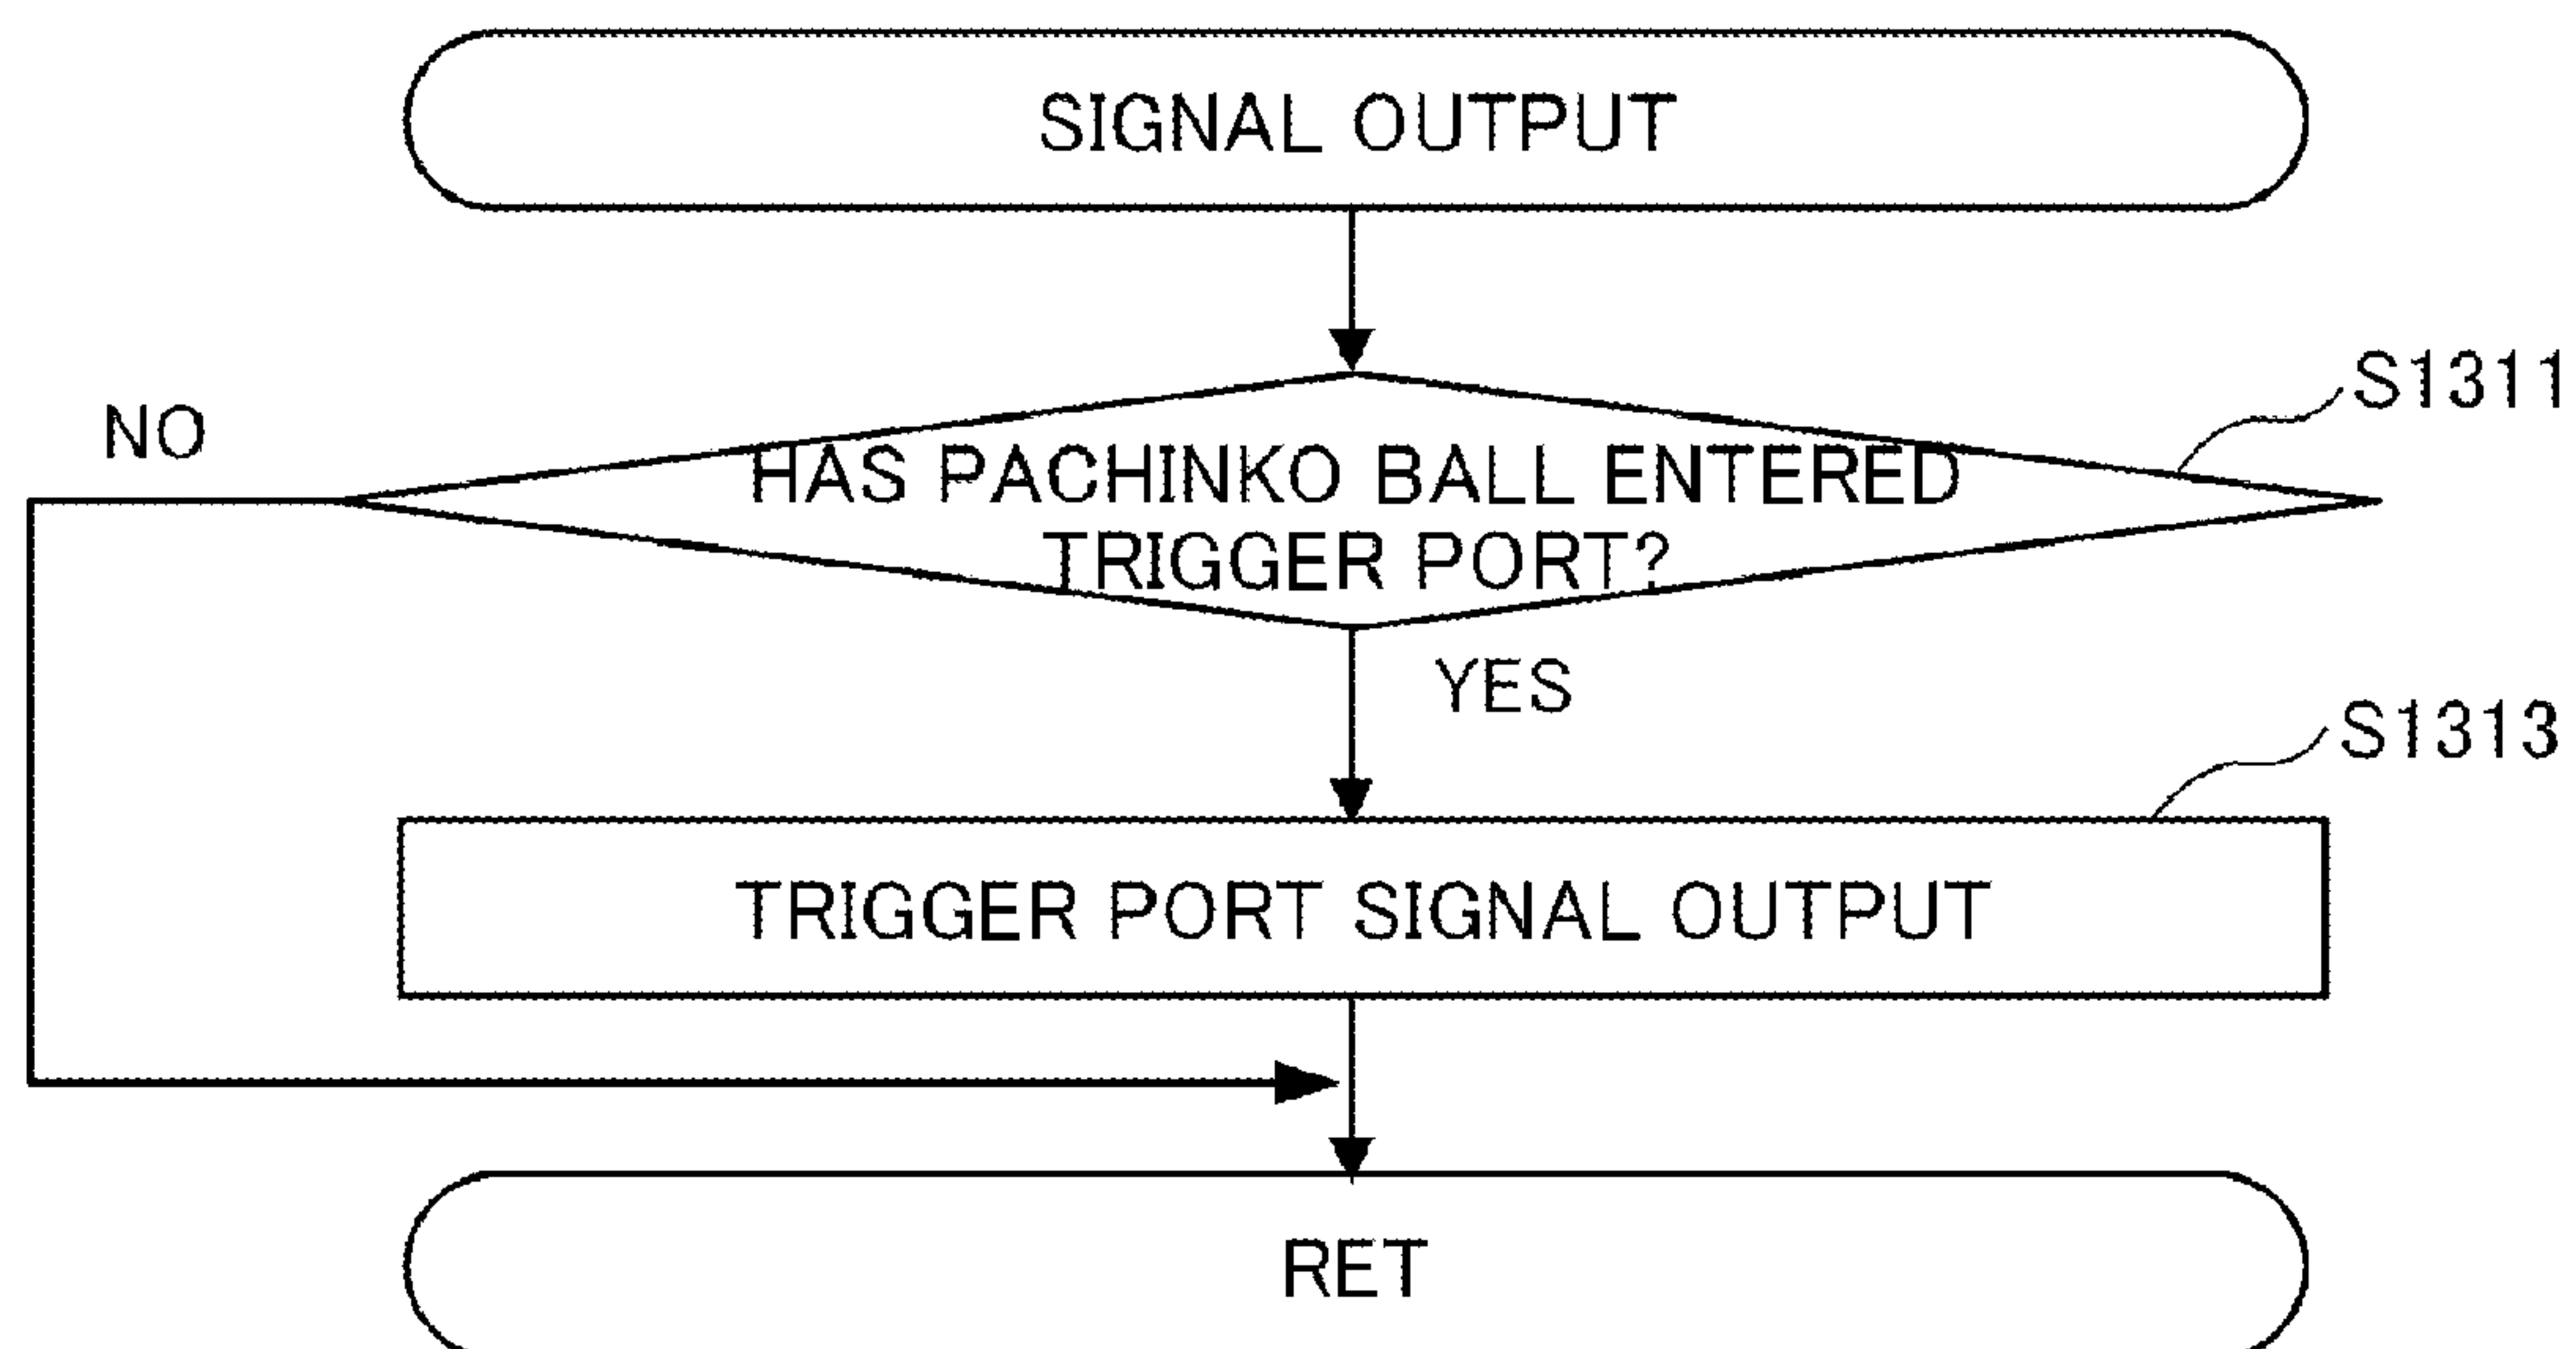 SIGNAL OUTPUT
S1311
NO
HAS PACHINKO BALL ENTERED
TRIGGER PORT?
YES
S1313
TRIGGER PORT SIGNAL OUTPUT
RET